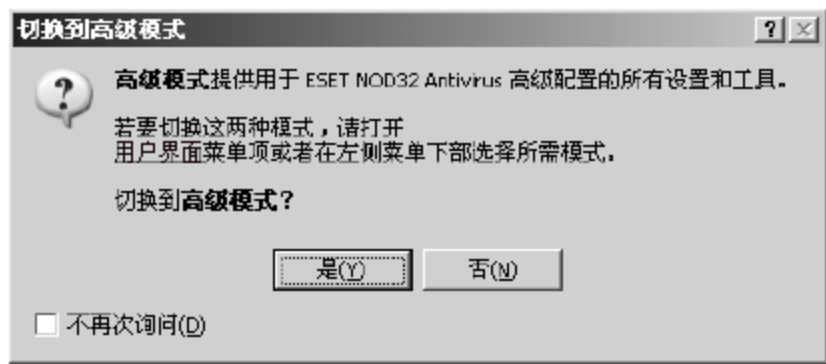 切换到高级模式
高级模式提供用于 ESET NOD32 Antivirus 高级配置的所有设置和工具。
若要切换这两种模式，请打开
用户界面菜单项或者在左侧菜单下部选择所需模式。
切换到高级模式？
是(Y)
否(N)
不再次询问(D)